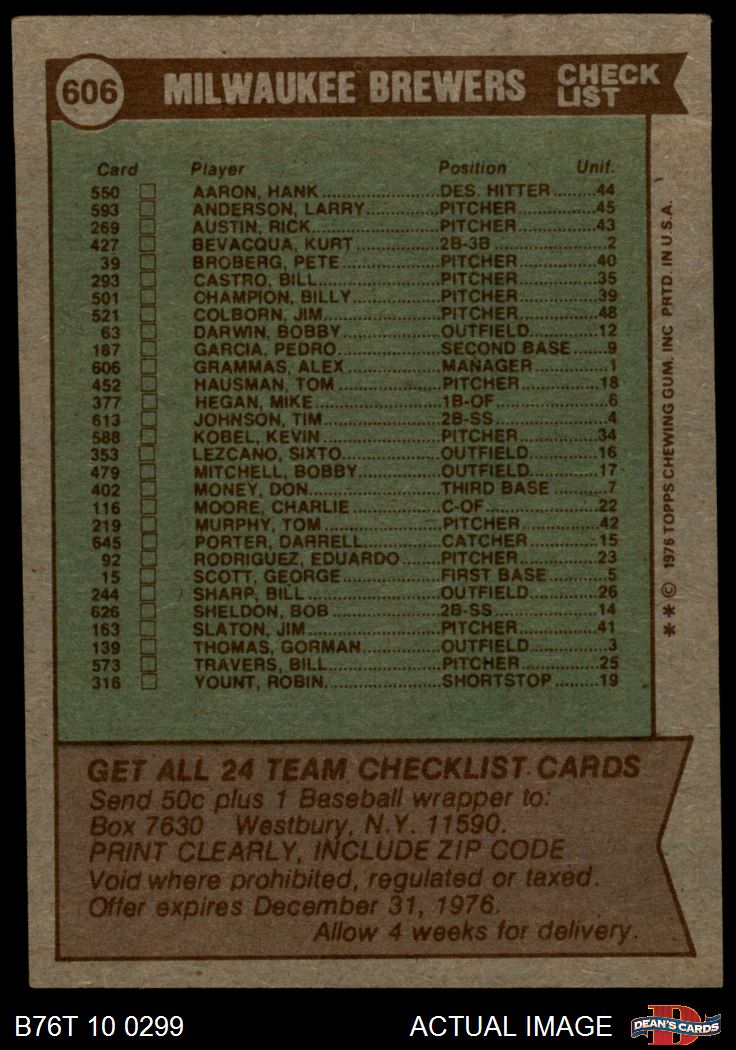 606 MILWAUKEE BREWERS CHECK LIST
Card Player Position Unif.
550 AARON, HANK DES. HITTER 44
593 ANDERSON, LARRY PITCHER 45
269 AUSTIN, RICK PITCHER 43
427 BEVACQUA, KURT 2B-3B 2
39 BROBERG, PETE PITCHER 40
293 CASTRO, BILL PITCHER 35
501 CHAMPION, BILLY PITCHER 39
521 COLBORN, JIM PITCHER 48
63 DARWIN, BOBBY OUTFIELD 12
187 GARCIA, PEDRO SECOND BASE 9
606 GRAMMAS, ALEX MANAGER 1
452 HAUSMAN, TOM PITCHER 18
377 HEGAN, MIKE 1B-OF 6
613 JOHNSON, TIM 2B-SS 4
588 KOBEL, KEVIN PITCHER 34
353 LEZCANO, SIXTO OUTFIELD 16
479 MITCHELL, BOBBY OUTFIELD 17
402 MONEY, DON THIRD BASE 7
116 MOORE, CHARLIE C-OF 22
219 MURPHY, TOM PITCHER 42
645 PORTER, DARRELL CATCHER 15
92 RODRIGUEZ, EDUARDO PITCHER 23
15 SCOTT, GEORGE FIRST BASE 5
244 SHARP, BILL OUTFIELD 26
626 SHELDON, BOB 2B-SS 14
163 SLATON, JIM PITCHER 41
139 THOMAS, GORMAN OUTFIELD 3
573 TRAVERS, BILL PITCHER 25
316 YOUNT, ROBIN SHORTSTOP 19
* * © 1976 TOPPS CHEWING GUM, INC PRTD. IN U.S.A.
GET ALL 24 TEAM CHECKLIST CARDS
Send 50c plus 1 Baseball wrapper to:
Box 7630 Westbury, N.Y. 11590.
PRINT CLEARLY, INCLUDE ZIP CODE
Void where prohibited, regulated or taxed.
Offer expires December 31, 1976.
Allow 4 weeks for delivery.
B76T 10 0299 ACTUAL IMAGE DEAN'S CARDS